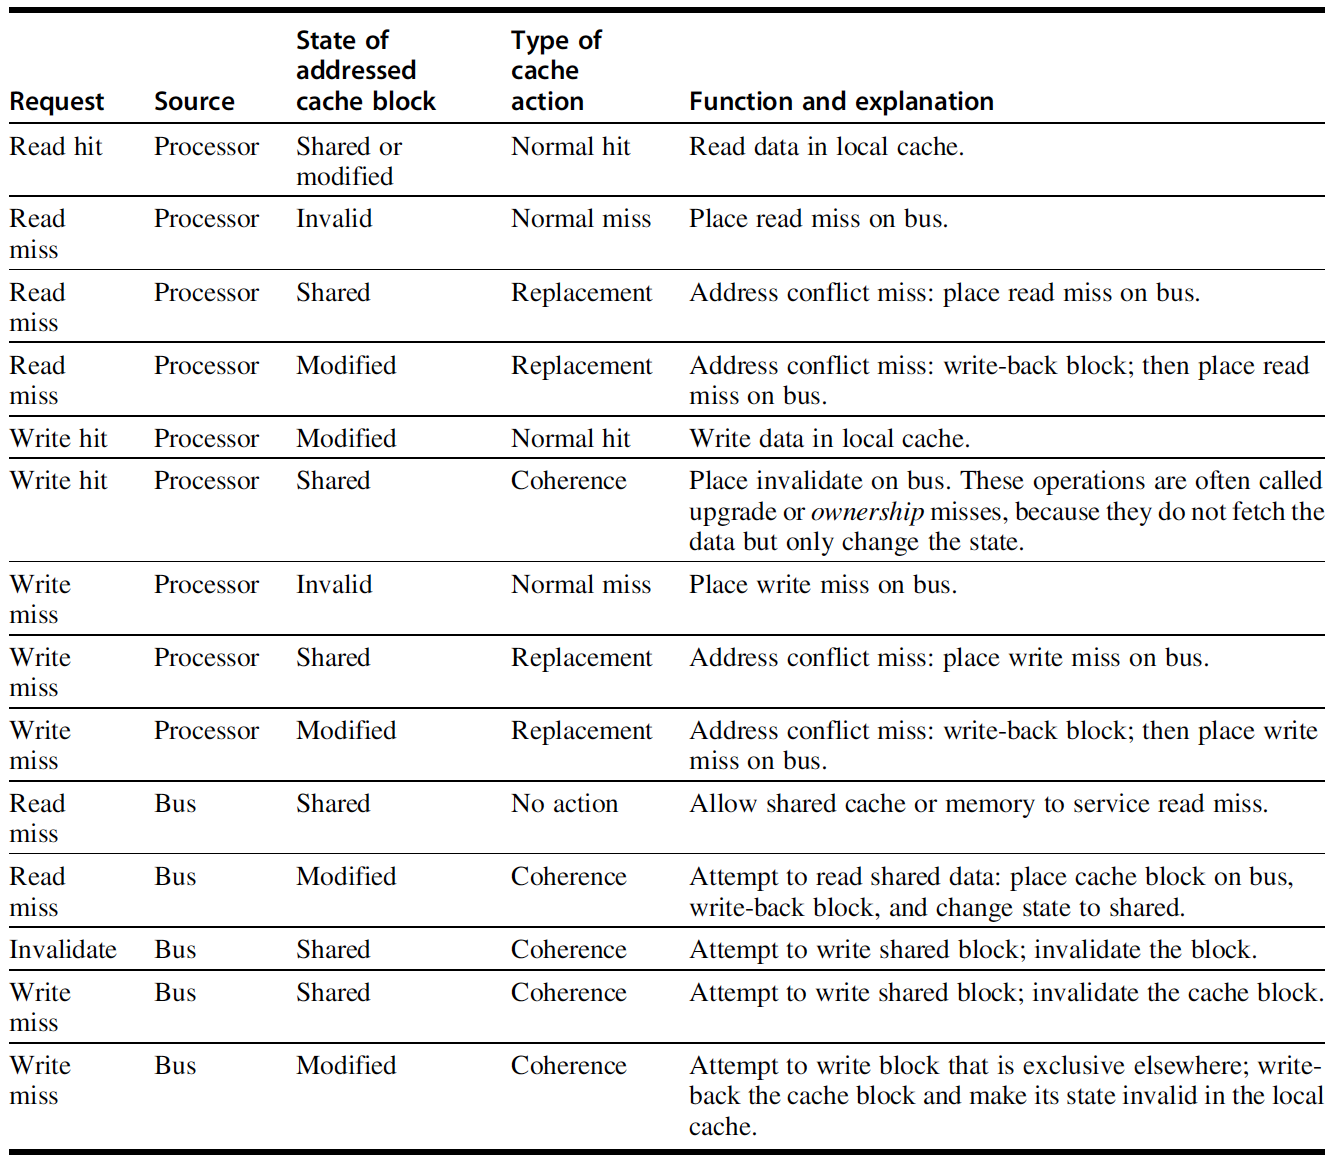 Request Source State of addressed cache block Type of cache action Function and explanation
Read hit Processor Shared or modified Normal hit Read data in local cache.
Read miss Processor Invalid Normal miss Place read miss on bus.
Read miss Processor Shared Replacement Address conflict miss: place read miss on bus.
Read miss Processor Modified Replacement Address conflict miss: write-back block; then place read miss on bus.
Write hit Processor Modified Normal hit Write data in local cache.
Write hit Processor Shared Coherence Place invalidate on bus. These operations are often called upgrade or ownership misses, because they do not fetch the data but only change the state.
Write miss Processor Invalid Normal miss Place write miss on bus.
Write miss Processor Shared Replacement Address conflict miss: place write miss on bus.
Write miss Processor Modified Replacement Address conflict miss: write-back block; then place write miss on bus.
Read miss Bus Shared No action Allow shared cache or memory to service read miss.
Read miss Bus Modified Coherence Attempt to read shared data: place cache block on bus, write-back block, and change state to shared.
Invalidate Bus Shared Coherence Attempt to write shared block; invalidate the block.
Write miss Bus Shared Coherence Attempt to write shared block; invalidate the cache block.
Write miss Bus Modified Coherence Attempt to write block that is exclusive elsewhere; write-back the cache block and make its state invalid in the local cache.